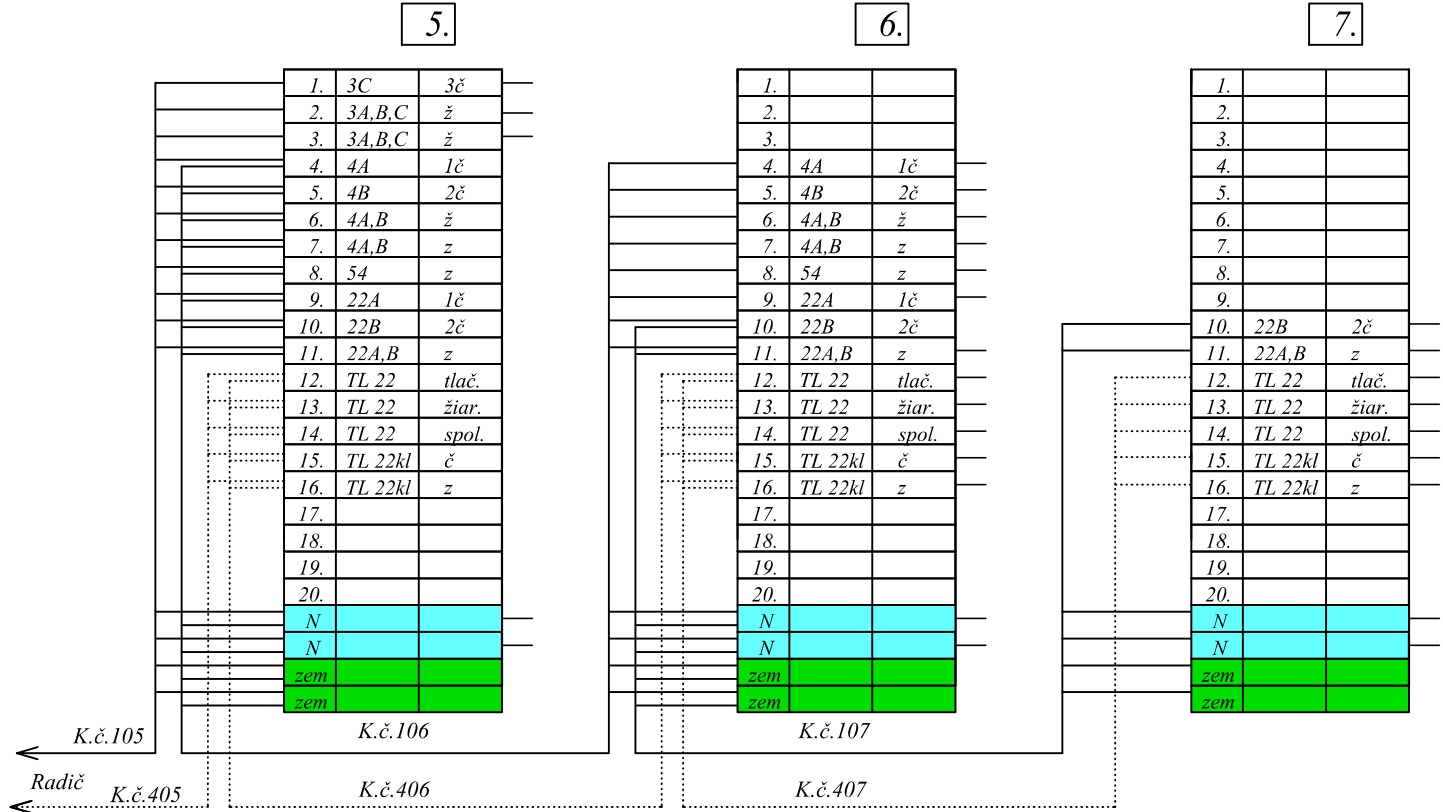 5. 6. 7.
1. 3C 3č 1. 1.
2. 3A,B,C ž 2. 2.
3. 3A,B,C ž 3. 3.
4. 4A 1č 4. 4A 1č 4.
5. 4B 2č 5. 4B 2č 5.
6. 4A,B ž 6. 4A,B ž 6.
7. 4A,B z 7. 4A,B z 7.
8. 54 z 8. 54 z 8.
9. 22A 1č 9. 22A 1č 9.
10. 22B 2č 10. 22B 2č 10. 22B 2č
11. 22A,B z 11. 22A,B z 11. 22A,B z
12. TL 22 tlač. 12. TL 22 tlač. 12. TL 22 tlač.
13. TL 22 žiar. 13. TL 22 žiar. 13. TL 22 žiar.
14. TL 22 spol. 14. TL 22 spol. 14. TL 22 spol.
15. TL 22kl č 15. TL 22kl č 15. TL 22kl č
16. TL 22kl z 16. TL 22kl z 16. TL 22kl z
17. 17. 17.
18. 18. 18.
19. 19. 19.
20. 20. 20.
N N N
N N N
zem zem zem
zem zem zem
K.č.105 K.č.106 K.č.107
Radič K.č.405 K.č.406 K.č.407